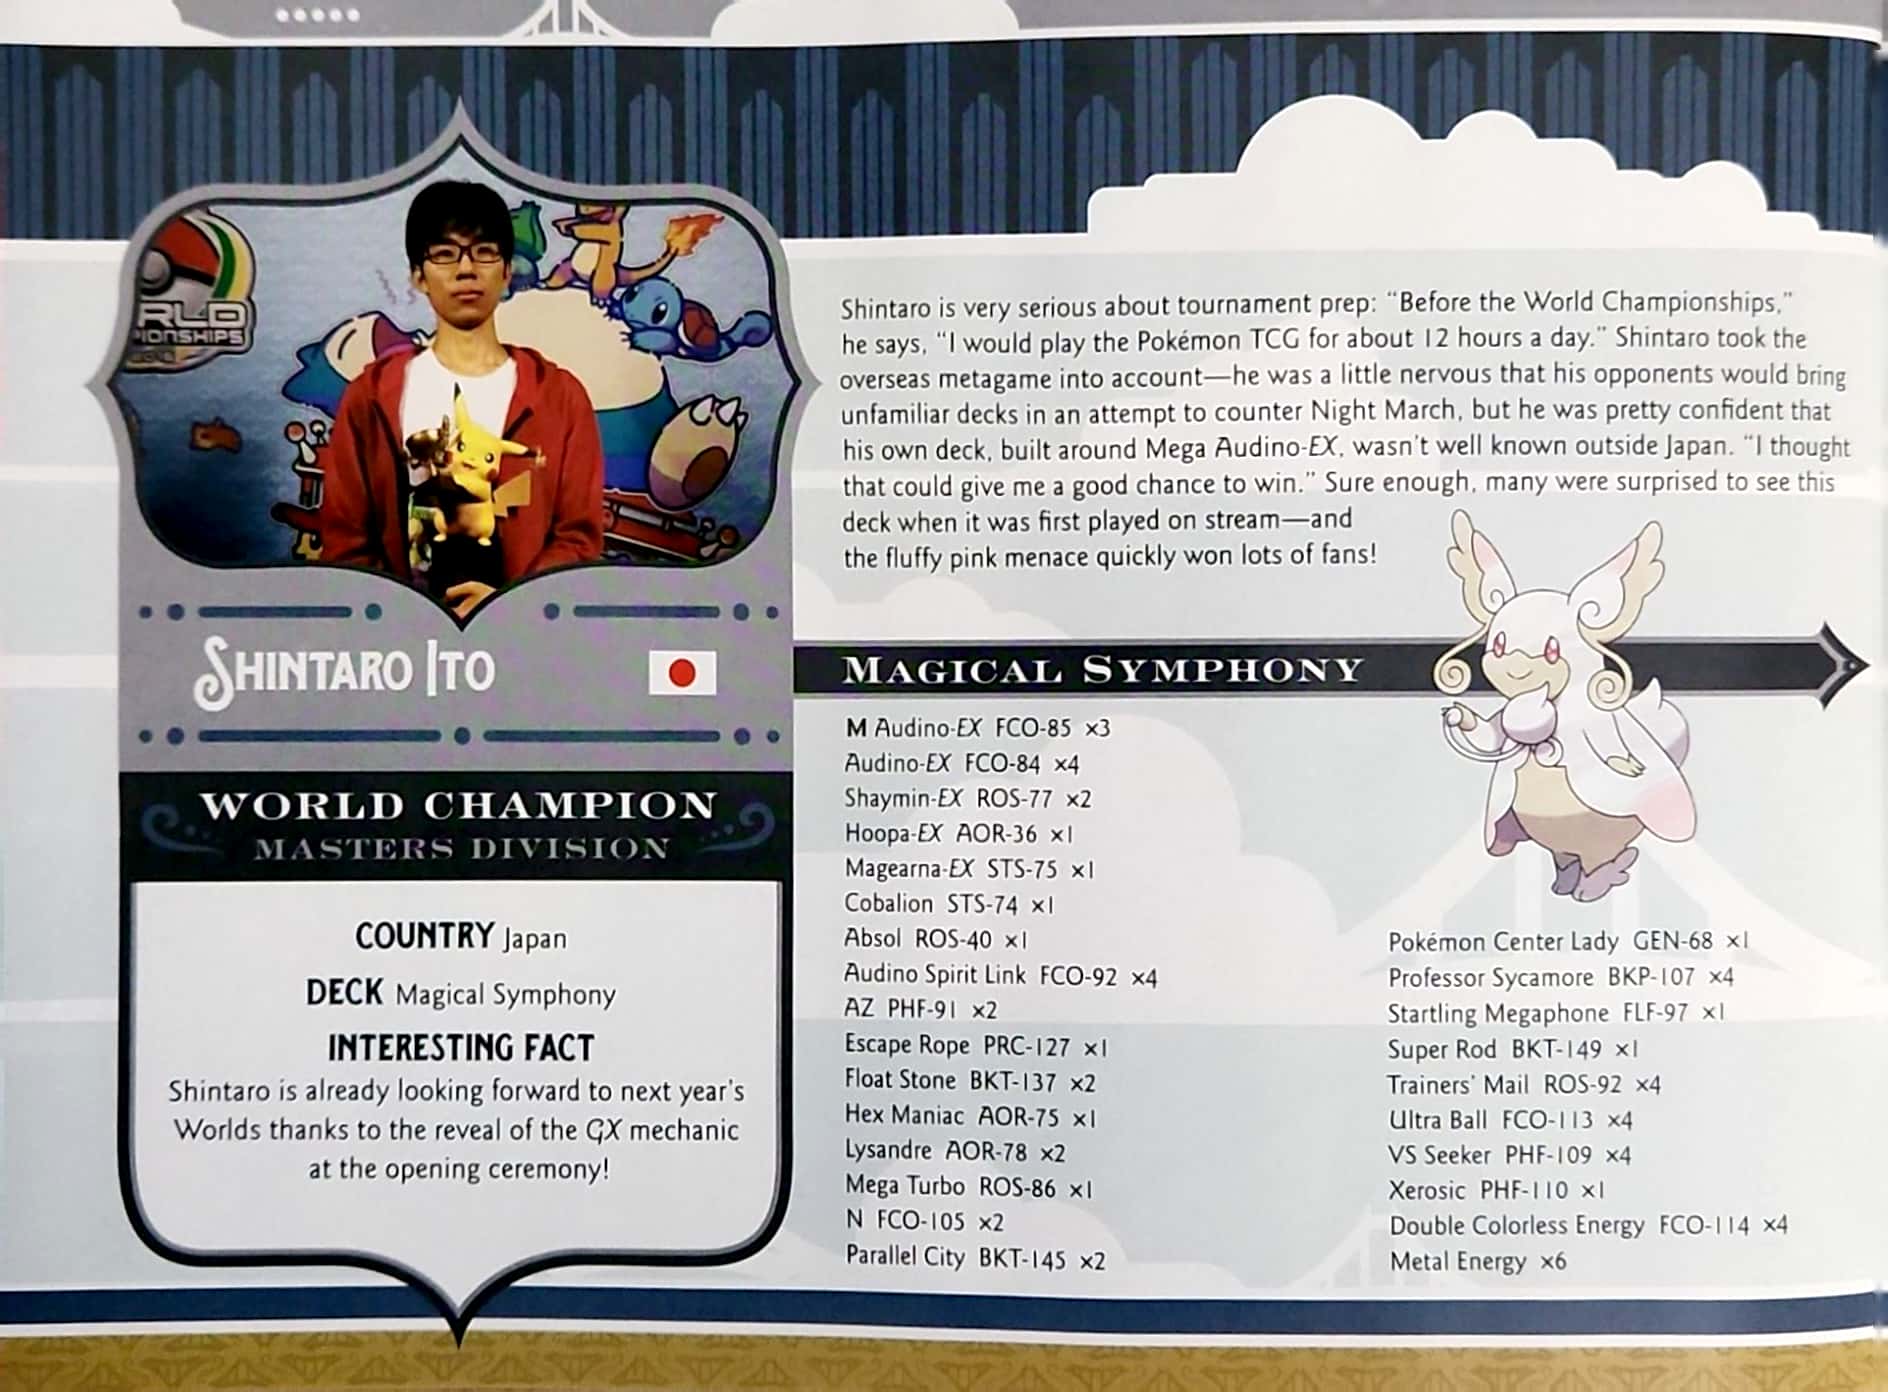 RLD
PIONSHIPS
SHINTARO ITO
WORLD CHAMPION
MASTERS DIVISION
COUNTRY Japan
DECK Magical Symphony
INTERESTING FACT
Shintaro is already looking forward to next year's
Worlds thanks to the reveal of the GX mechanic
at the opening ceremony!
Shintaro is very serious about tournament prep: “Before the World Championships,”
he says, “I would play the Pokémon TCG for about 12 hours a day.” Shintaro took the
overseas metagame into account—he was a little nervous that his opponents would bring
unfamiliar decks in an attempt to counter Night March, but he was pretty confident that
his own deck, built around Mega Audino-EX, wasn't well known outside Japan. “I thought
that could give me a good chance to win.” Sure enough, many were surprised to see this
deck when it was first played on stream—and
the fluffy pink menace quickly won lots of fans!
MAGICAL SYMPHONY
M Audino-EX FCO-85 ×3
Audino-EX FCO-84 ×4
Shaymin-EX ROS-77 ×2
Hoopa-EX AOR-36 ×1
Magearna-EX STS-75 ×1
Cobalion STS-74 ×1
Absol ROS-40 ×1
Audino Spirit Link FCO-92 ×4
AZ PHF-91 ×2
Escape Rope PRC-127 ×1
Float Stone BKT-137 ×2
Hex Maniac AOR-75 ×1
Lysandre AOR-78 ×2
Mega Turbo ROS-86 ×1
N FCO-105 ×2
Parallel City BKT-145 ×2
Pokémon Center Lady GEN-68 ×1
Professor Sycamore BKP-107 ×4
Startling Megaphone FLF-97 ×1
Super Rod BKT-149 ×1
Trainers' Mail ROS-92 ×4
Ultra Ball FCO-113 ×4
VS Seeker PHF-109 ×4
Xerosic PHF-110 ×1
Double Colorless Energy FCO-114 ×4
Metal Energy ×6